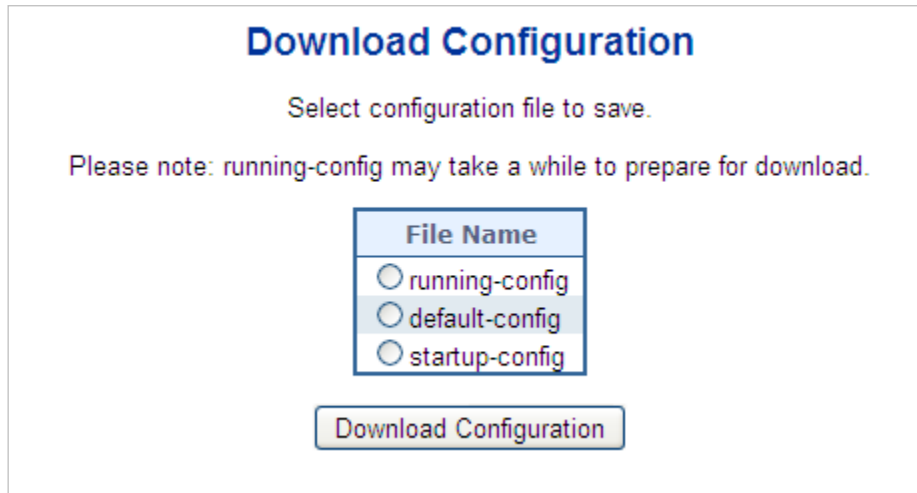 Download Configuration
Select configuration file to save.
Please note: running-config may take a while to prepare for download.
File Name
running-config
default-config
startup-config
Download Configuration